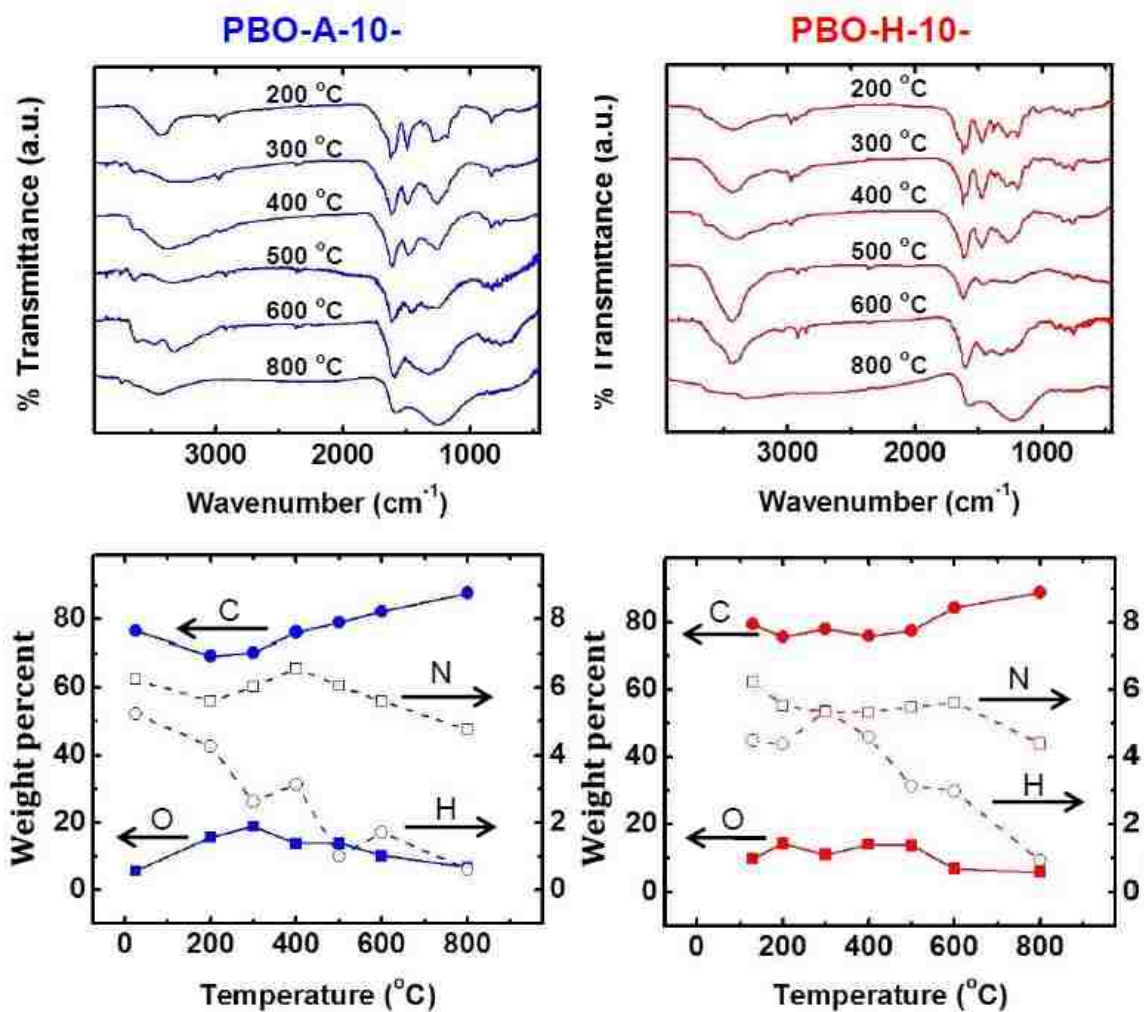 PBO-A-10-
PBO-H-10-
% Transmittance (a.u.)
200 °C
300 °C
400 °C
500 °C
600 °C
800 °C
3000 2000 1000
Wavenumber (cm⁻¹)
% Transmittance (a.u.)
200 °C
300 °C
400 °C
500 °C
600 °C
800 °C
3000 2000 1000
Wavenumber (cm⁻¹)
Weight percent
80
60
40
20
0
C
N
H
O
8
6
4
2
0
0 200 400 600 800
Temperature (°C)
Weight percent
80
60
40
20
0
C
N
H
O
8
6
4
2
0
0 200 400 600 800
Temperature (°C)